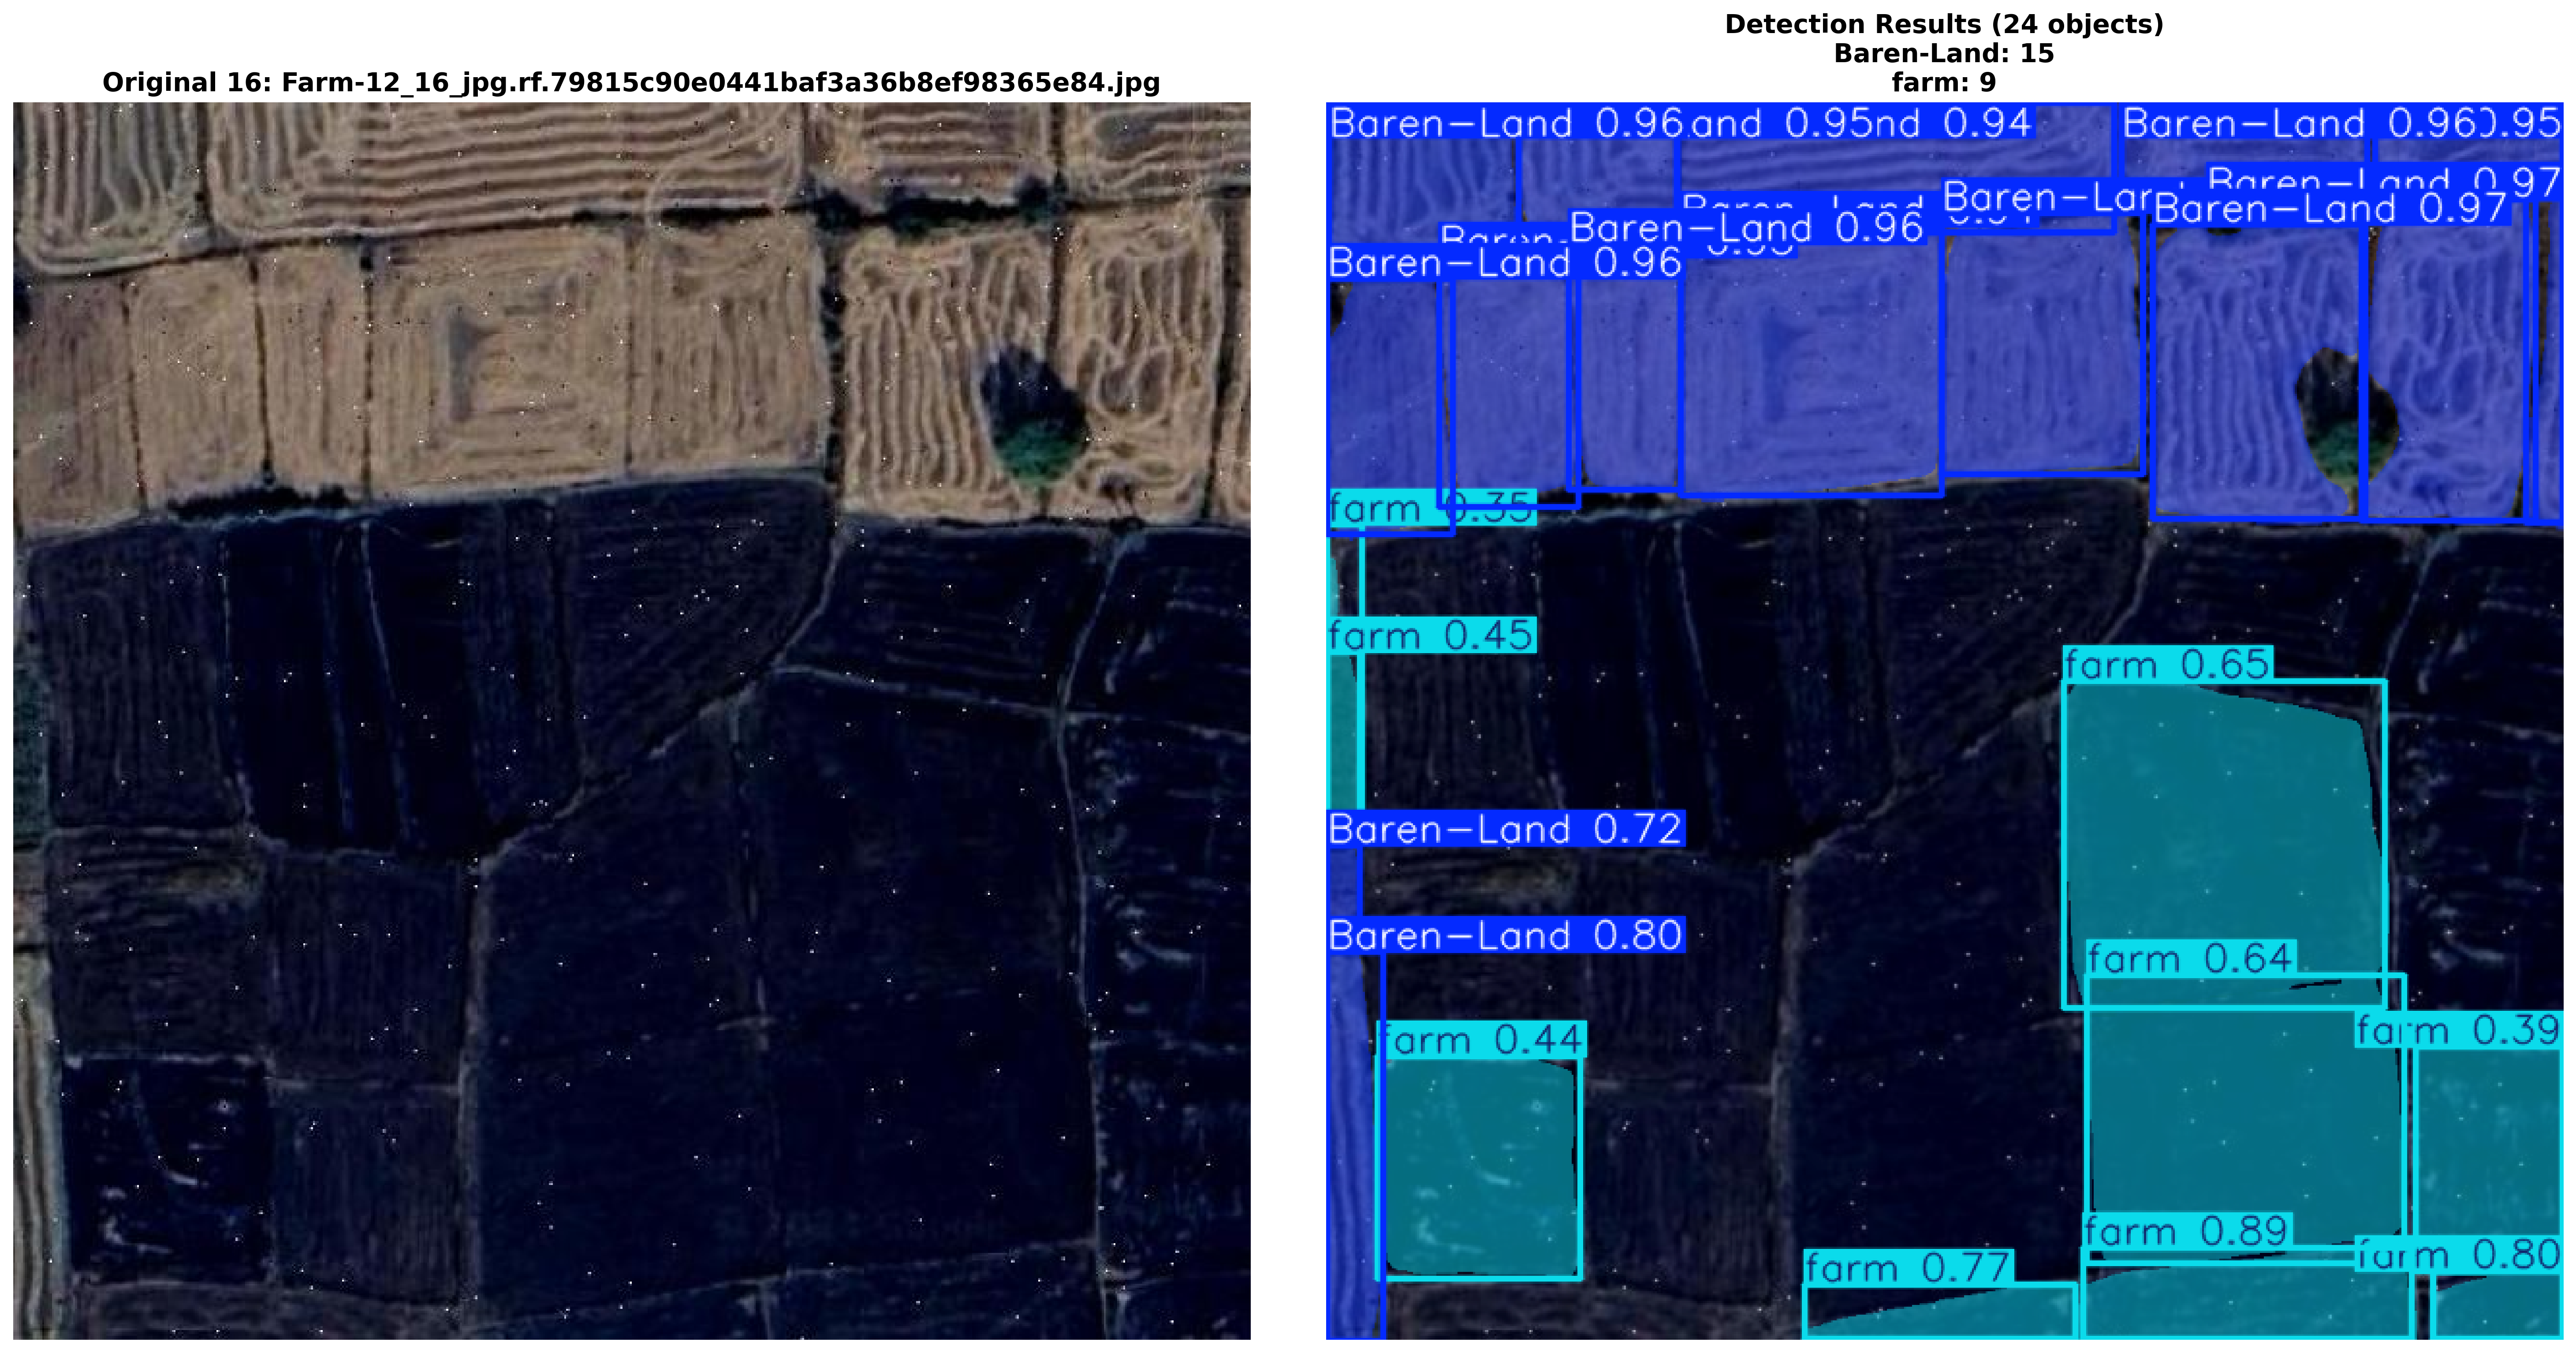 Detection Results (24 objects)
Baren-Land: 15
farm: 9
Original 16: Farm-12_16_jpg.rf.79815c90e0441baf3a36b8ef98365e84.jpg
Baren-Land 0.96 and 0.95 nd 0.94 Baren-Land 0.96 0.95
Baren-Land 0.97
Baren-Lar Baren-Land 0.97
Baren-Land 0.96
Baren-Land 0.96
farm 0.35
farm 0.45
farm 0.65
Baren-Land 0.72
Baren-Land 0.80
farm 0.64
farm 0.44
farm 0.39
farm 0.89
farm 0.77
farm 0.80